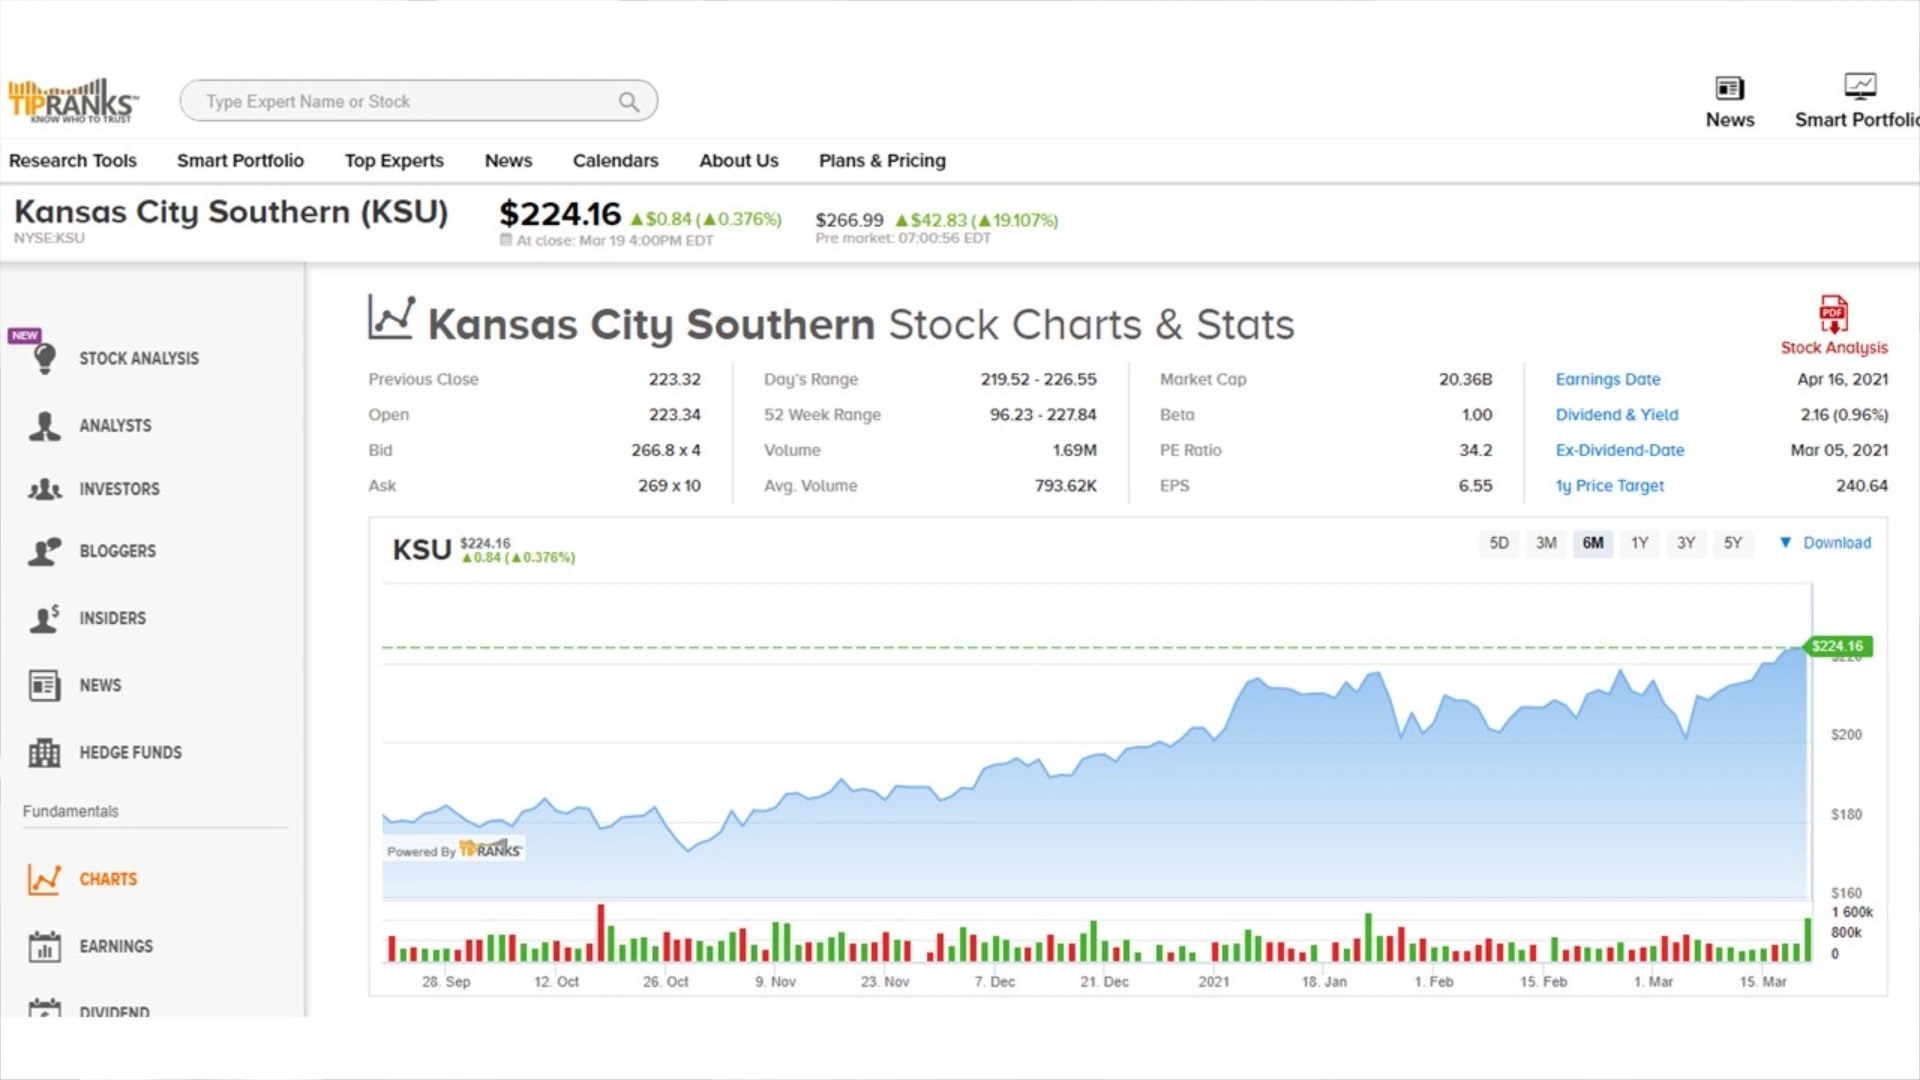 TIPRANKS™
KNOW WHO TO TRUST
Type Expert Name or Stock
News
Smart Portfolio
Research Tools
Smart Portfolio
Top Experts
News
Calendars
About Us
Plans & Pricing
Kansas City Southern (KSU)
NYSE:KSU
$224.16 ▲$0.84 (▲0.376%)
At close: Mar 19 4:00PM EDT
$266.99 ▲$42.83 (▲19.107%)
Pre market: 07:00:56 EDT
NEW
STOCK ANALYSIS
ANALYSTS
INVESTORS
BLOGGERS
INSIDERS
NEWS
HEDGE FUNDS
Fundamentals
CHARTS
EARNINGS
DIVIDEND
Kansas City Southern Stock Charts & Stats
PDF
Stock Analysis
Previous Close 223.32
Open 223.34
Bid 266.8 x 4
Ask 269 x 10
Day's Range 219.52 - 226.55
52 Week Range 96.23 - 227.84
Volume 1.69M
Avg. Volume 793.62K
Market Cap 20.36B
Beta 1.00
PE Ratio 34.2
EPS 6.55
Earnings Date Apr 16, 2021
Dividend & Yield 2.16 (0.96%)
Ex-Dividend-Date Mar 05, 2021
1y Price Target 240.64
KSU $224.16
▲0.84 (▲0.376%)
5D 3M 6M 1Y 3Y 5Y ▼ Download
$224.16
$220
$200
$180
$160
1 600k
800k
0
Powered By TIPRANKS
28. Sep 12. Oct 26. Oct 9. Nov 23. Nov 7. Dec 21. Dec 2021 18. Jan 1. Feb 15. Feb 1. Mar 15. Mar